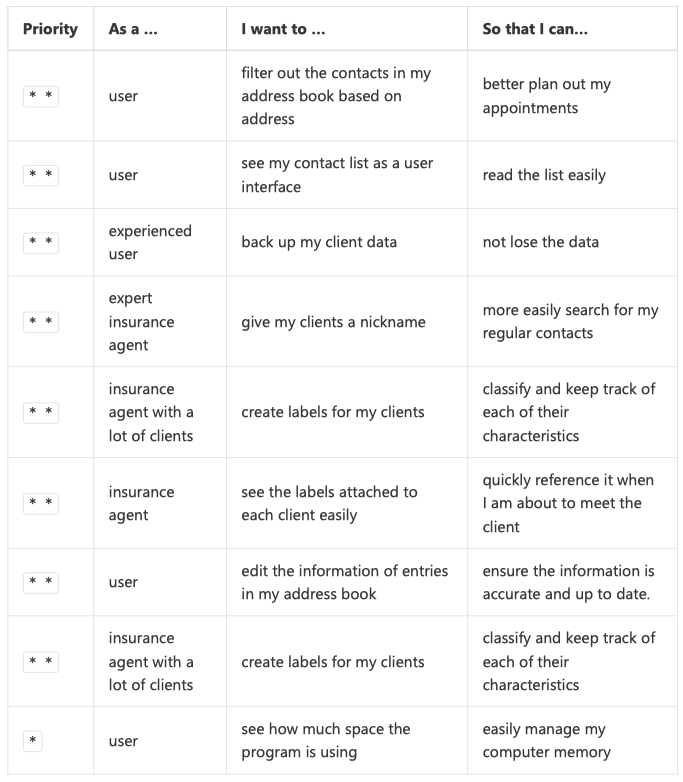 Priority As a ... I want to ... So that I can...
filter out the contacts in my
* * user address book based on better plan out my
address appointments
* * user see my contact list as a user read the list easily
interface
* * experienced back up my client data not lose the data
user
expert
* * insurance give my clients a nickname more easily search for my
agent regular contacts
insurance classify and keep track of
* * agent with a create labels for my clients each of their
lot of clients characteristics
* * insurance see the labels attached to quickly reference it when
agent each client easily I am about to meet the
client
* * user edit the information of entries ensure the information is
in my address book accurate and up to date.
insurance classify and keep track of
* * agent with a create labels for my clients each of their
lot of clients characteristics
* user see how much space the easily manage my
program is using computer memory